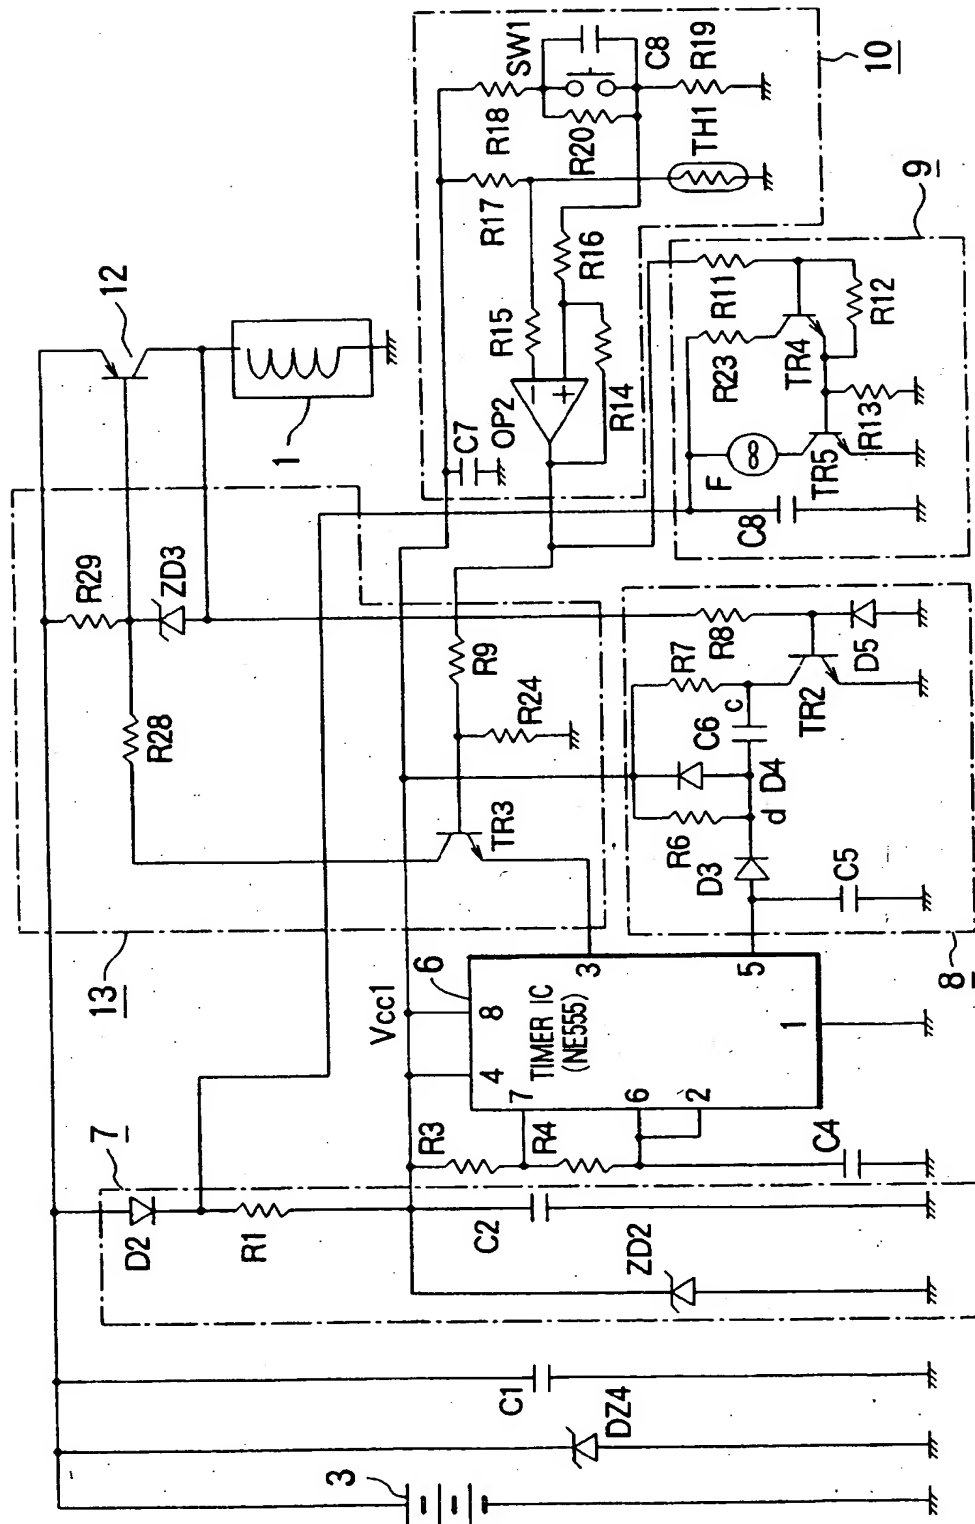 3
DZ4
C1
7
D2
R1
C2
ZD2
13
Vcc1
6
4
8
TIMER IC
(NE555)
7
6
2
3
5
1
R3
R4
C4
R29
ZD3
R28
R9
R24
TR3
12
1
R7
R8
c
C6
TR2
D5
D4
R6
d
D3
C5
8
10
SW1
C8
R18
R20
R19
TH1
R17
R16
R15
OP2
−
+
R14
C7
9
R11
R12
R23
TR4
F
R13
TR5
C8